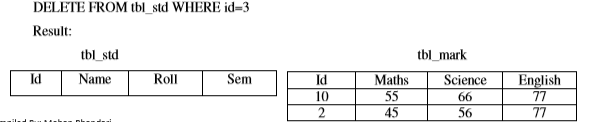 DELETE FROM tbl_std WHERE id=3
Result:
tbl_std
Id Name Roll Sem
tbl_mark
Id Maths Science English
10 55 66 77
2 45 56 77